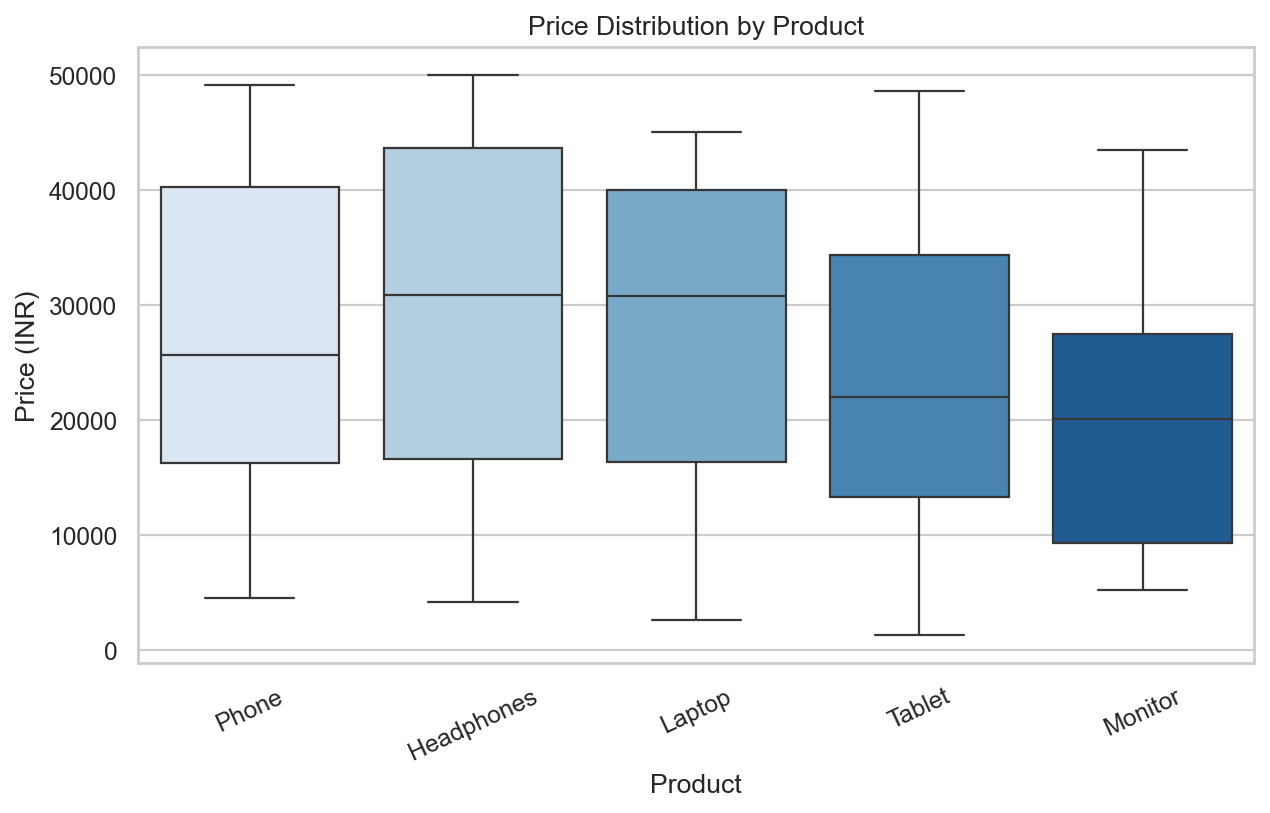 Price Distribution by Product
Price (INR)
50000
40000
30000
20000
10000
0
Phone
Headphones
Laptop
Tablet
Monitor
Product